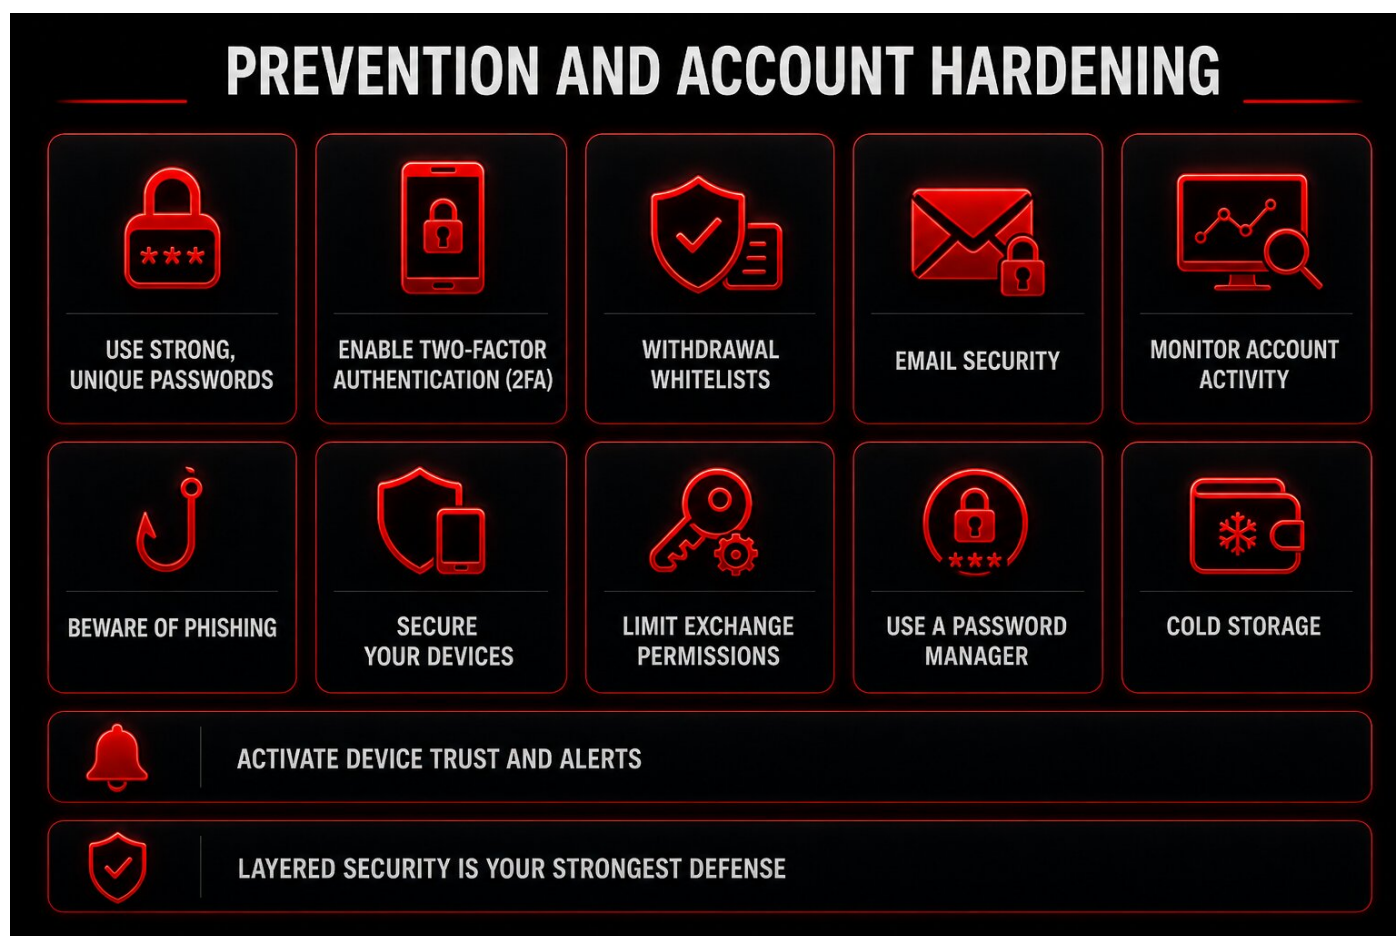 PREVENTION AND ACCOUNT HARDENING
***
USE STRONG,
UNIQUE PASSWORDS
ENABLE TWO-FACTOR
AUTHENTICATION (2FA)
WITHDRAWAL
WHITELISTS
EMAIL SECURITY
MONITOR ACCOUNT
ACTIVITY
BEWARE OF PHISHING
SECURE
YOUR DEVICES
LIMIT EXCHANGE
PERMISSIONS
***
USE A PASSWORD
MANAGER
COLD STORAGE
ACTIVATE DEVICE TRUST AND ALERTS
LAYERED SECURITY IS YOUR STRONGEST DEFENSE